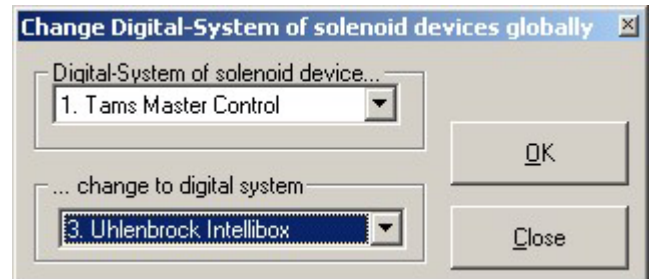 Change Digital-System of solenoid devices globally
Digital-System of solenoid device...
1. Tams Master Control
OK
... change to digital system
3. Uhlenbrock Intellibox
Close